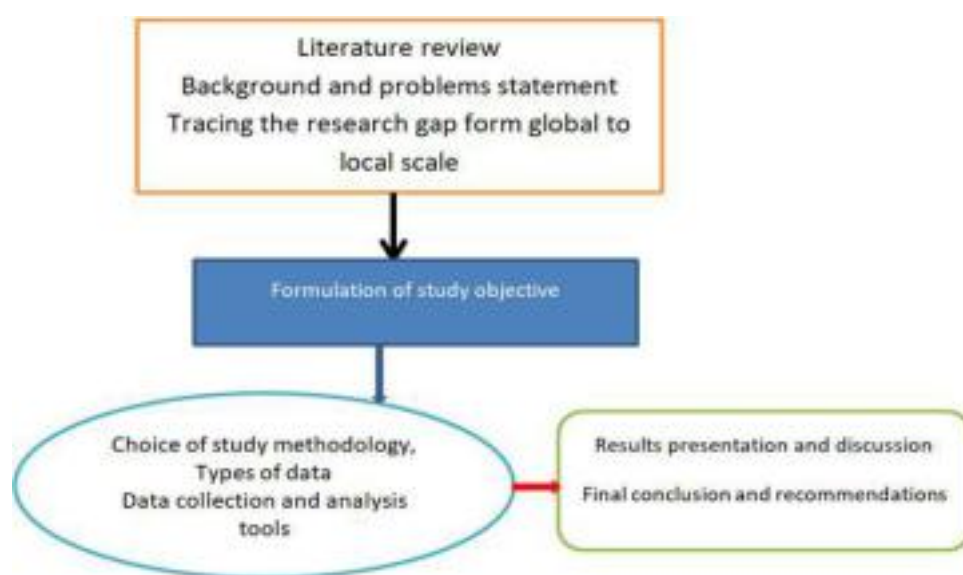 Literature review
Background and problems statement
Tracing the research gap form global to
local scale
Formulation of study objective
Choice of study methodology,
Types of data
Data collection and analysis
tools
Results presentation and discussion
Final conclusion and recommendations